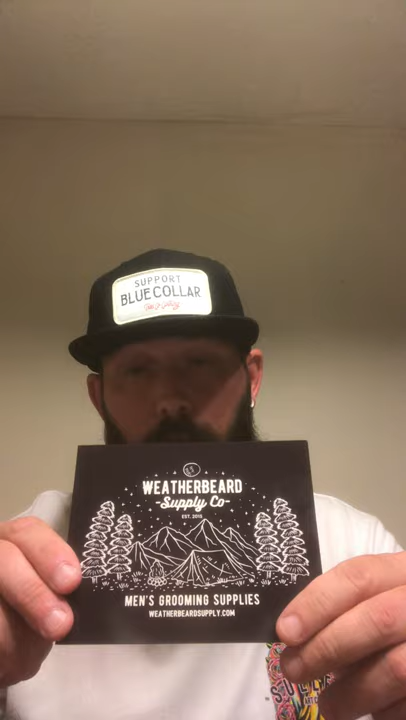 SUPPORT
BLUE COLLAR
WEATHERBEARD
-Supply Co-
EST. 2015
MEN'S GROOMING SUPPLIES
WEATHERBEARDSUPPLY.COM